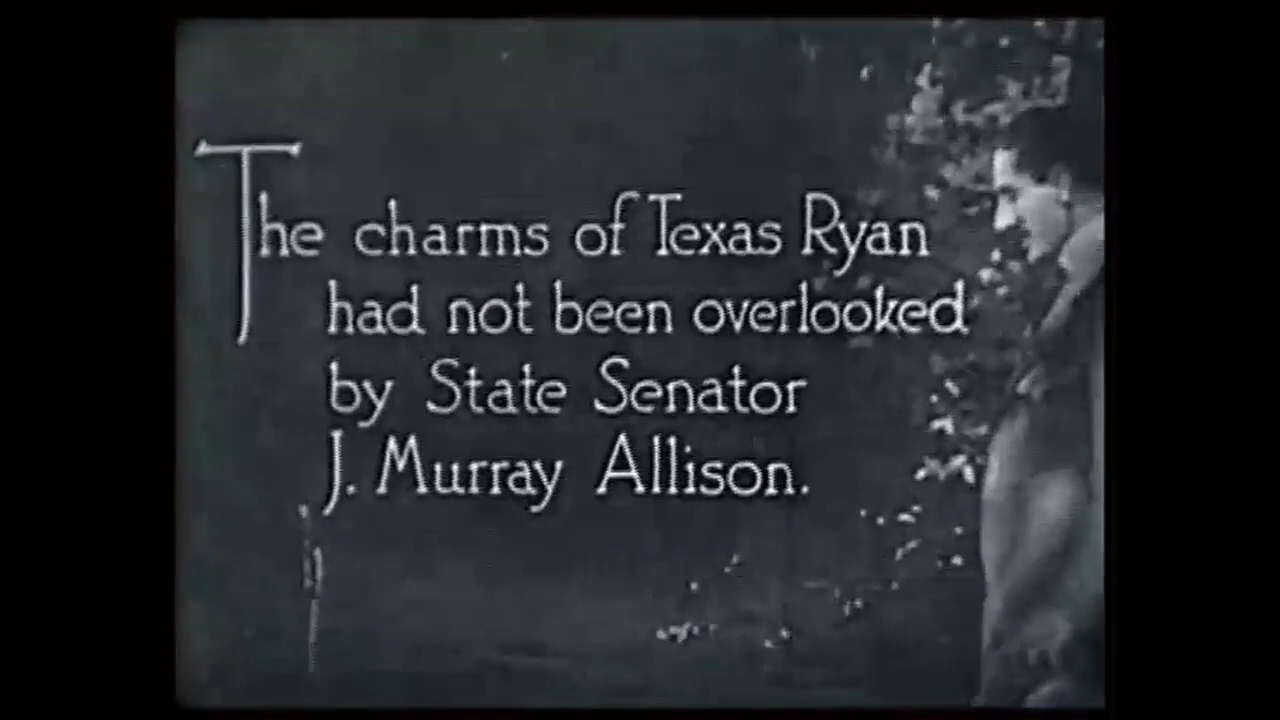 The charms of Texas Ryan
had not been overlooked
by State Senator
J. Murray Allison.